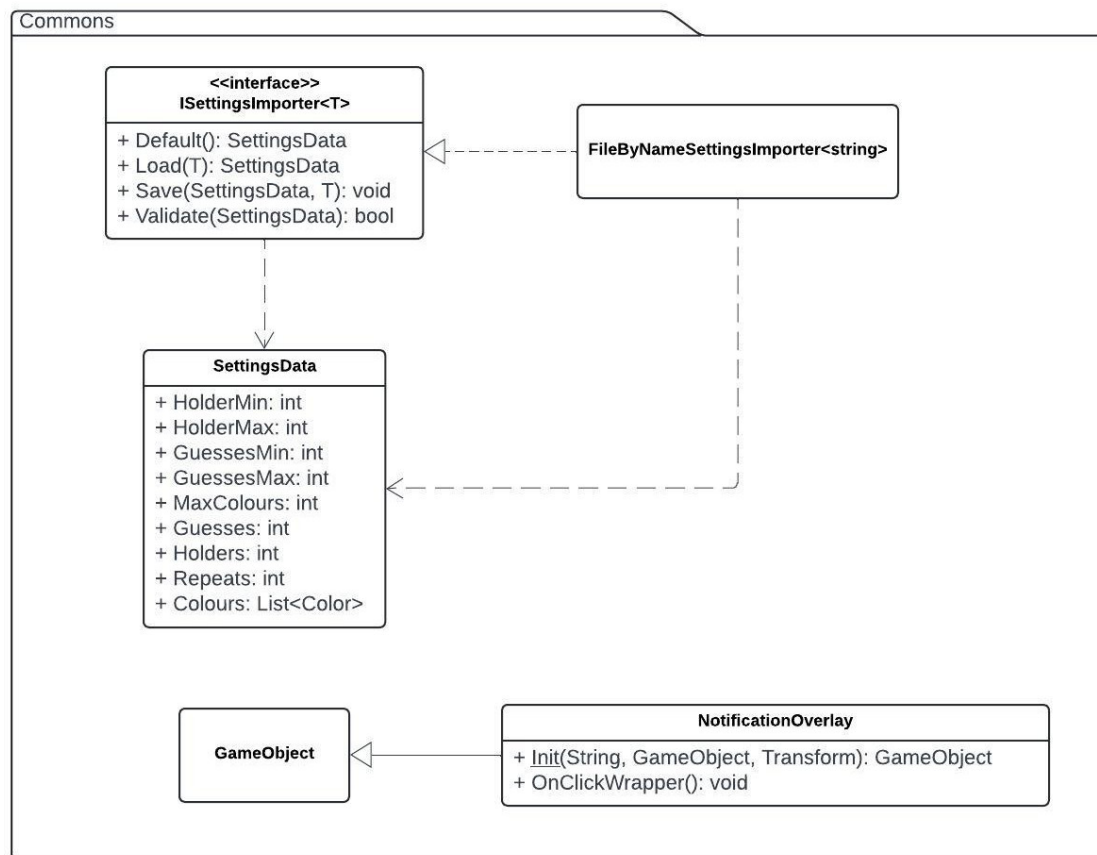 Commons
<<interface>>
ISettingsImporter<T>
+ Default(): SettingsData
+ Load(T): SettingsData
+ Save(SettingsData, T): void
+ Validate(SettingsData): bool
FileByNameSettingsImporter<string>
SettingsData
+ HolderMin: int
+ HolderMax: int
+ GuessesMin: int
+ GuessesMax: int
+ MaxColours: int
+ Guesses: int
+ Holders: int
+ Repeats: int
+ Colours: List<Color>
GameObject
NotificationOverlay
+ Init(String, GameObject, Transform): GameObject
+ OnClickWrapper(): void